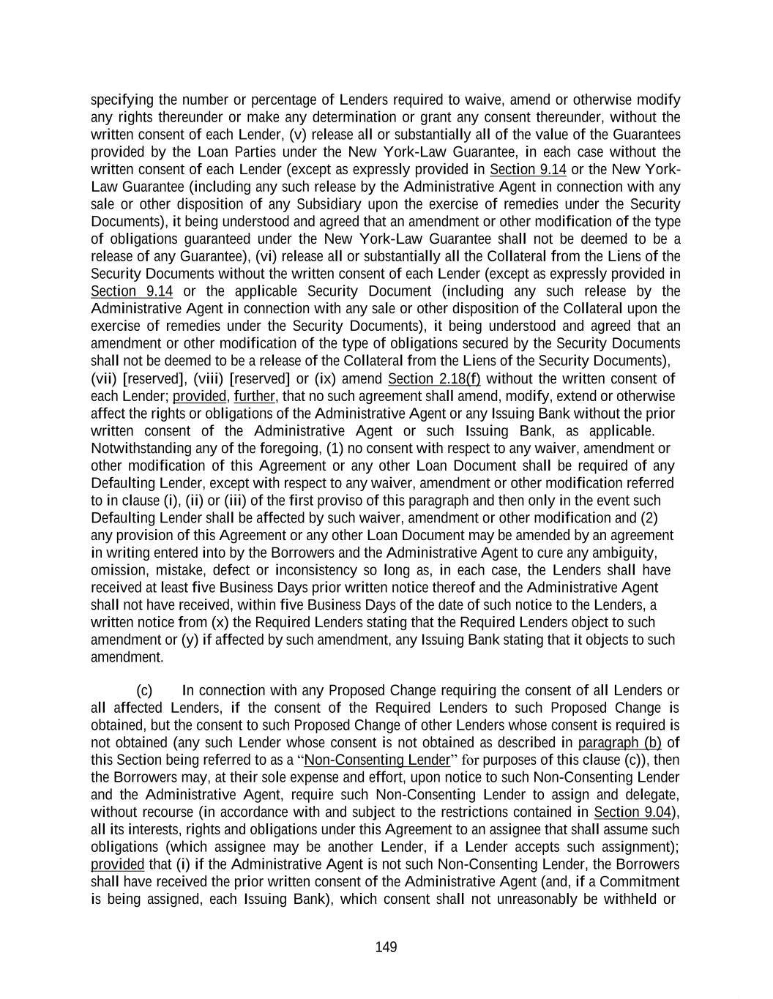 specifying the number or percentage of Lenders required to waive, amend or otherwise modify
any rights thereunder or make any determination or grant any consent thereunder, without the
written consent of each Lender, (v) release all or substantially all of the value of the Guarantees
provided by the Loan Parties under the New York-Law Guarantee, in each case without the
written consent of each Lender (except as expressly provided in Section 9.14 or the New York-
Law Guarantee (including any such release by the Administrative Agent in connection with any
sale or other disposition of any Subsidiary upon the exercise of remedies under the Security
Documents), it being understood and agreed that an amendment or other modification of the type
of obligations guaranteed under the New York-Law Guarantee shall not be deemed to be a
release of any Guarantee), (vi) release all or substantially all the Collateral from the Liens of the
Security Documents without the written consent of each Lender (except as expressly provided in
Section 9.14 or the applicable Security Document (including any such release by the
Administrative Agent in connection with any sale or other disposition of the Collateral upon the
exercise of remedies under the Security Documents), it being understood and agreed that an
amendment or other modification of the type of obligations secured by the Security Documents
shall not be deemed to be a release of the Collateral from the Liens of the Security Documents),
(vii) [reserved], (viii) [reserved] or (ix) amend Section 2.18(f) without the written consent of
each Lender; provided, further, that no such agreement shall amend, modify, extend or otherwise
affect the rights or obligations of the Administrative Agent or any Issuing Bank without the prior
written consent of the Administrative Agent or such Issuing Bank, as applicable.
Notwithstanding any of the foregoing, (1) no consent with respect to any waiver, amendment or
other modification of this Agreement or any other Loan Document shall be required of any
Defaulting Lender, except with respect to any waiver, amendment or other modification referred
to in clause (i), (ii) or (iii) of the first proviso of this paragraph and then only in the event such
Defaulting Lender shall be affected by such waiver, amendment or other modification and (2)
any provision of this Agreement or any other Loan Document may be amended by an agreement
in writing entered into by the Borrowers and the Administrative Agent to cure any ambiguity,
omission, mistake, defect or inconsistency so long as, in each case, the Lenders shall have
received at least five Business Days prior written notice thereof and the Administrative Agent
shall not have received, within five Business Days of the date of such notice to the Lenders, a
written notice from (x) the Required Lenders stating that the Required Lenders object to such
amendment or (y) if affected by such amendment, any Issuing Bank stating that it objects to such
amendment.
(c) In connection with any Proposed Change requiring the consent of all Lenders or
all affected Lenders, if the consent of the Required Lenders to such Proposed Change is
obtained, but the consent to such Proposed Change of other Lenders whose consent is required is
not obtained (any such Lender whose consent is not obtained as described in paragraph (b) of
this Section being referred to as a “Non-Consenting Lender” for purposes of this clause (c)), then
the Borrowers may, at their sole expense and effort, upon notice to such Non-Consenting Lender
and the Administrative Agent, require such Non-Consenting Lender to assign and delegate,
without recourse (in accordance with and subject to the restrictions contained in Section 9.04),
all its interests, rights and obligations under this Agreement to an assignee that shall assume such
obligations (which assignee may be another Lender, if a Lender accepts such assignment);
provided that (i) if the Administrative Agent is not such Non-Consenting Lender, the Borrowers
shall have received the prior written consent of the Administrative Agent (and, if a Commitment
is being assigned, each Issuing Bank), which consent shall not unreasonably be withheld or
149